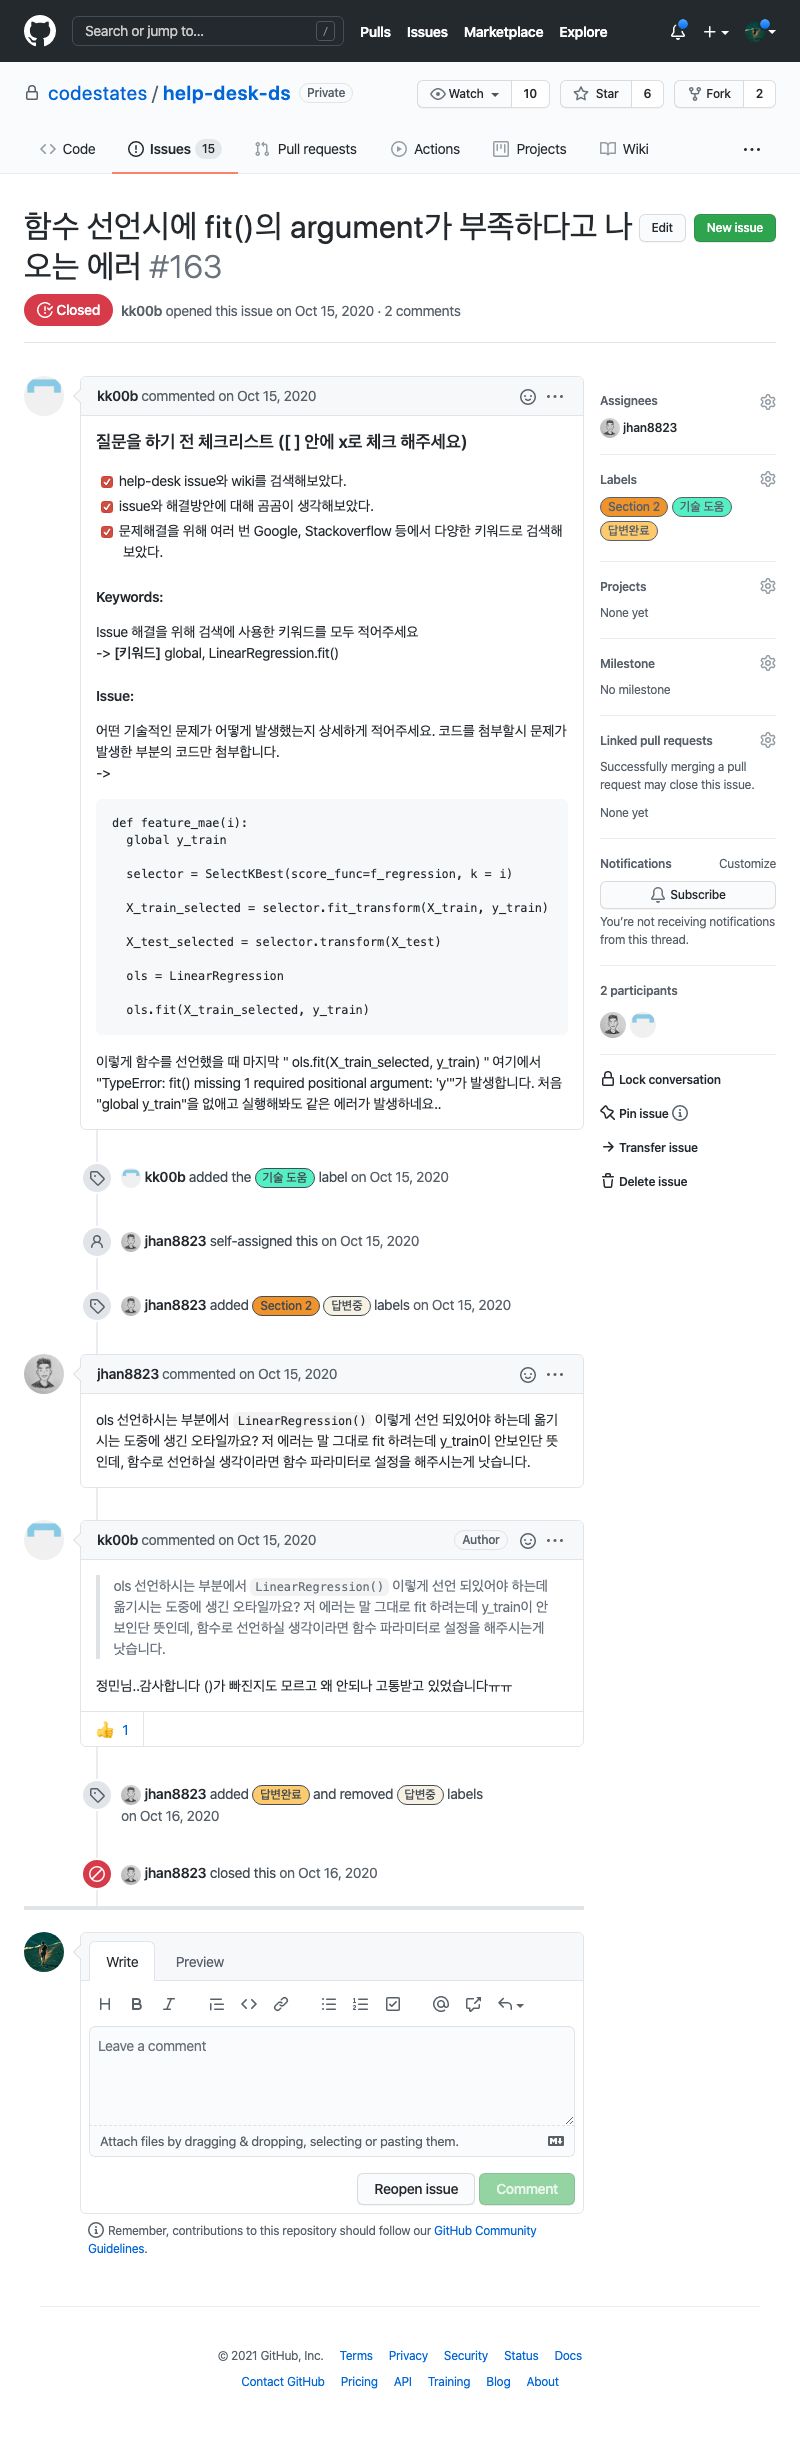 Search or jump to... /
Pulls Issues Marketplace Explore
codestates / help-desk-ds Private
Watch 10 Star 6 Fork 2
Code Issues 15 Pull requests Actions Projects Wiki
함수 선언시에 fit()의 argument가 부족하다고 나
오는 에러 #163
Edit New issue
Closed kk00b opened this issue on Oct 15, 2020 · 2 comments
kk00b commented on Oct 15, 2020
질문을 하기 전 체크리스트 ([ ] 안에 x로 체크 해주세요)
help-desk issue와 wiki를 검색해보았다.
issue와 해결방안에 대해 곰곰이 생각해보았다.
문제해결을 위해 여러 번 Google, Stackoverflow 등에서 다양한 키워드로 검색해
보았다.
Keywords:
Issue 해결을 위해 검색에 사용한 키워드를 모두 적어주세요
-> [키워드] global, LinearRegression.fit()
Issue:
어떤 기술적인 문제가 어떻게 발생했는지 상세하게 적어주세요. 코드를 첨부할시 문제가
발생한 부분의 코드만 첨부합니다.
->
def feature_mae(i):
global y_train
selector = SelectKBest(score_func=f_regression, k = i)
X_train_selected = selector.fit_transform(X_train, y_train)
X_test_selected = selector.transform(X_test)
ols = LinearRegression
ols.fit(X_train_selected, y_train)
이렇게 함수를 선언했을 때 마지막 " ols.fit(X_train_selected, y_train) " 여기에서
"TypeError: fit() missing 1 required positional argument: 'y'"가 발생합니다. 처음
"global y_train"을 없애고 실행해봐도 같은 에러가 발생하네요..
kk00b added the 기술 도움 label on Oct 15, 2020
jhan8823 self-assigned this on Oct 15, 2020
jhan8823 added Section 2 답변중 labels on Oct 15, 2020
jhan8823 commented on Oct 15, 2020
ols 선언하시는 부분에서 LinearRegression() 이렇게 선언 되있어야 하는데 옮기
시는 도중에 생긴 오타일까요? 저 에러는 말 그대로 fit 하려는데 y_train이 안보인단 뜻
인데, 함수로 선언하실 생각이라면 함수 파라미터로 설정을 해주시는게 낫습니다.
kk00b commented on Oct 15, 2020 Author
ols 선언하시는 부분에서 LinearRegression() 이렇게 선언 되있어야 하는데
옮기시는 도중에 생긴 오타일까요? 저 에러는 말 그대로 fit 하려는데 y_train이 안
보인단 뜻인데, 함수로 선언하실 생각이라면 함수 파라미터로 설정을 해주시는게
낫습니다.
정민님..감사합니다 ()가 빠진지도 모르고 왜 안되나 고통받고 있었습니다ㅠㅠ
👍 1
jhan8823 added 답변완료 and removed 답변중 labels
on Oct 16, 2020
jhan8823 closed this on Oct 16, 2020
Write Preview
Leave a comment
Attach files by dragging & dropping, selecting or pasting them.
Reopen issue Comment
Remember, contributions to this repository should follow our GitHub Community
Guidelines.
Assignees
jhan8823
Labels
Section 2 기술 도움
답변완료
Projects
None yet
Milestone
No milestone
Linked pull requests
Successfully merging a pull
request may close this issue.
None yet
Notifications Customize
Subscribe
You're not receiving notifications
from this thread.
2 participants
Lock conversation
Pin issue
Transfer issue
Delete issue
© 2021 GitHub, Inc. Terms Privacy Security Status Docs
Contact GitHub Pricing API Training Blog About